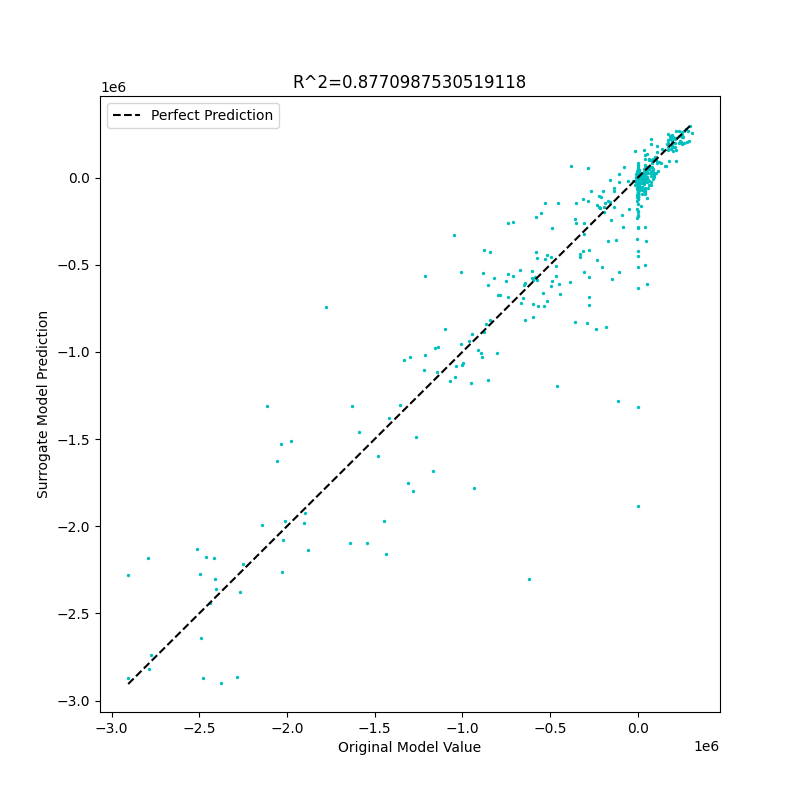 R^2=0.8770987530519118
1e6
Perfect Prediction
0.0
−0.5
−1.0
−1.5
−2.0
−2.5
−3.0
Surrogate Model Prediction
−3.0 −2.5 −2.0 −1.5 −1.0 −0.5 0.0
Original Model Value
1e6